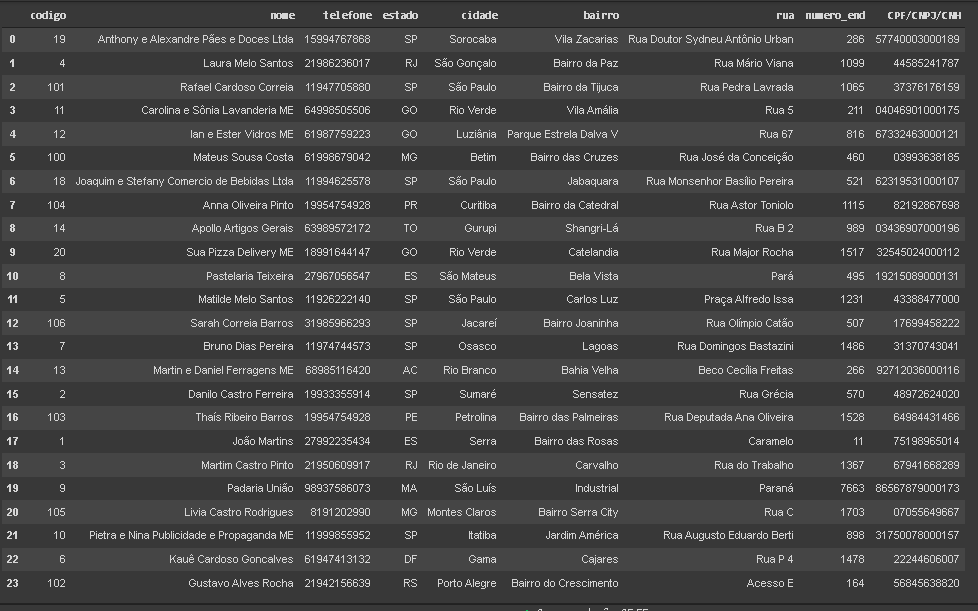 codigo nome telefone estado cidade bairro rua numero_end CPF/CNPJ/CNH
0 19 Anthony e Alexandre Pães e Doces Ltda 15994767868 SP Sorocaba Vila Zacarias Rua Doutor Sydneu Antônio Urban 286 57740003000189
1 4 Laura Melo Santos 21986236017 RJ São Gonçalo Bairro da Paz Rua Mário Viana 1099 44585241787
2 101 Rafael Cardoso Correia 11947705880 SP São Paulo Bairro da Tijuca Rua Pedra Lavrada 1065 37376176159
3 11 Carolina e Sônia Lavanderia ME 64998505506 GO Rio Verde Vila Amália Rua 5 211 04046901000175
4 12 Ian e Ester Vidros ME 61987759223 GO Luziânia Parque Estrela Dalva V Rua 67 816 67332463000121
5 100 Mateus Sousa Costa 61998679042 MG Betim Bairro das Cruzes Rua José da Conceição 460 03993638185
6 18 Joaquim e Stefany Comercio de Bebidas Ltda 11994625578 SP São Paulo Jabaquara Rua Monsenhor Basílio Pereira 521 62319531000107
7 104 Anna Oliveira Pinto 19954754928 PR Curitiba Bairro da Catedral Rua Astor Toniolo 1115 82192867698
8 14 Apollo Artigos Gerais 63989572172 TO Gurupi Shangri-Lá Rua B 2 989 03436907000196
9 20 Sua Pizza Delivery ME 18991644147 GO Rio Verde Catelandia Rua Major Rocha 1517 32545024000112
10 8 Pastelaria Teixeira 27967056547 ES São Mateus Bela Vista Pará 495 19215089000131
11 5 Matilde Melo Santos 11926222140 SP São Paulo Carlos Luz Praça Alfredo Issa 1231 43388477000
12 106 Sarah Correia Barros 31985966293 SP Jacareí Bairro Joaninha Rua Olímpio Catão 507 17699458222
13 7 Bruno Dias Pereira 11974744573 SP Osasco Lagoas Rua Domingos Bastazini 1486 31370743041
14 13 Martin e Daniel Ferragens ME 68985116420 AC Rio Branco Bahia Velha Beco Cecília Freitas 266 92712036000116
15 2 Danilo Castro Ferreira 19933355914 SP Sumaré Sensatez Rua Grécia 570 48972624020
16 103 Thaís Ribeiro Barros 19954754928 PE Petrolina Bairro das Palmeiras Rua Deputada Ana Oliveira 1528 64984431466
17 1 João Martins 27992235434 ES Serra Bairro das Rosas Caramelo 11 75198965014
18 3 Martim Castro Pinto 21950609917 RJ Rio de Janeiro Carvalho Rua do Trabalho 1367 67941668289
19 9 Padaria União 98937586073 MA São Luís Industrial Paraná 7663 86567879000173
20 105 Livia Castro Rodrigues 8191202990 MG Montes Claros Bairro Serra City Rua C 1703 07055649667
21 10 Pietra e Nina Publicidade e Propaganda ME 11999855952 SP Itatiba Jardim América Rua Augusto Eduardo Berti 898 31750078000157
22 6 Kauê Cardoso Goncalves 61947413132 DF Gama Cajares Rua P 4 1478 22244606007
23 102 Gustavo Alves Rocha 21942156639 RS Porto Alegre Bairro do Crescimento Acesso E 164 56845638820